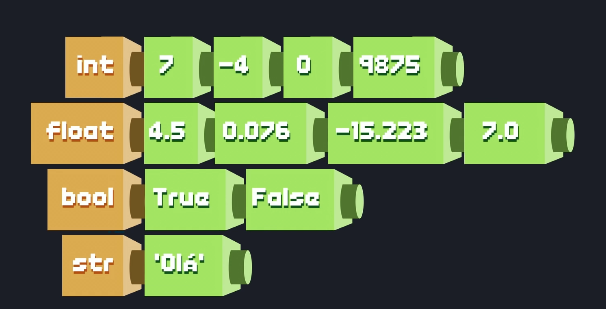 int 7 -4 0 9875
float 4.5 0.076 -15.223 7.0
bool True False
str 'Olá'